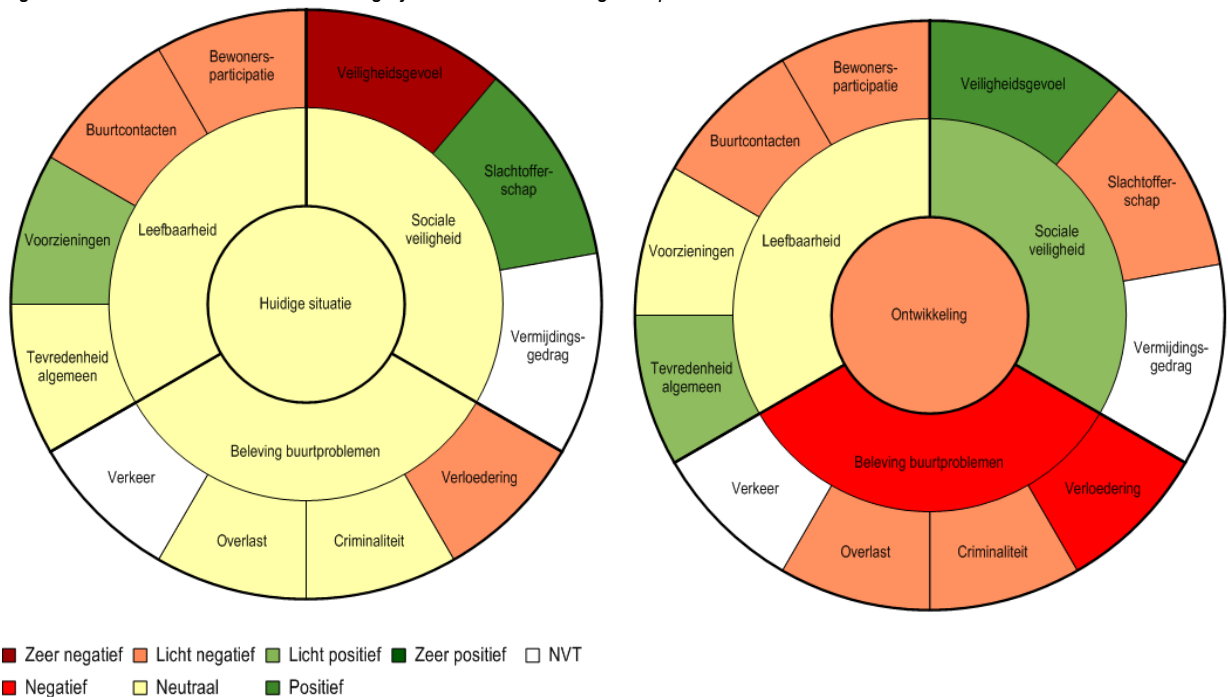 Bewoners-
participatie
Veiligheidsgevoel
Buurtcontacten
Slachtoffer-
schap
Voorzieningen
Leefbaarheid
Sociale
veiligheid
Huidige situatie
Vermijdings-
gedrag
Tevredenheid
algemeen
Beleving buurtproblemen
Verkeer
Verloedering
Overlast
Criminaliteit
Bewoners-
participatie
Veiligheidsgevoel
Buurtcontacten
Slachtoffer-
schap
Voorzieningen
Leefbaarheid
Sociale
veiligheid
Ontwikkeling
Vermijdings-
gedrag
Tevredenheid
algemeen
Beleving buurtproblemen
Verkeer
Verloedering
Overlast
Criminaliteit
Zeer negatief Licht negatief Licht positief Zeer positief NVT
Negatief Neutraal Positief